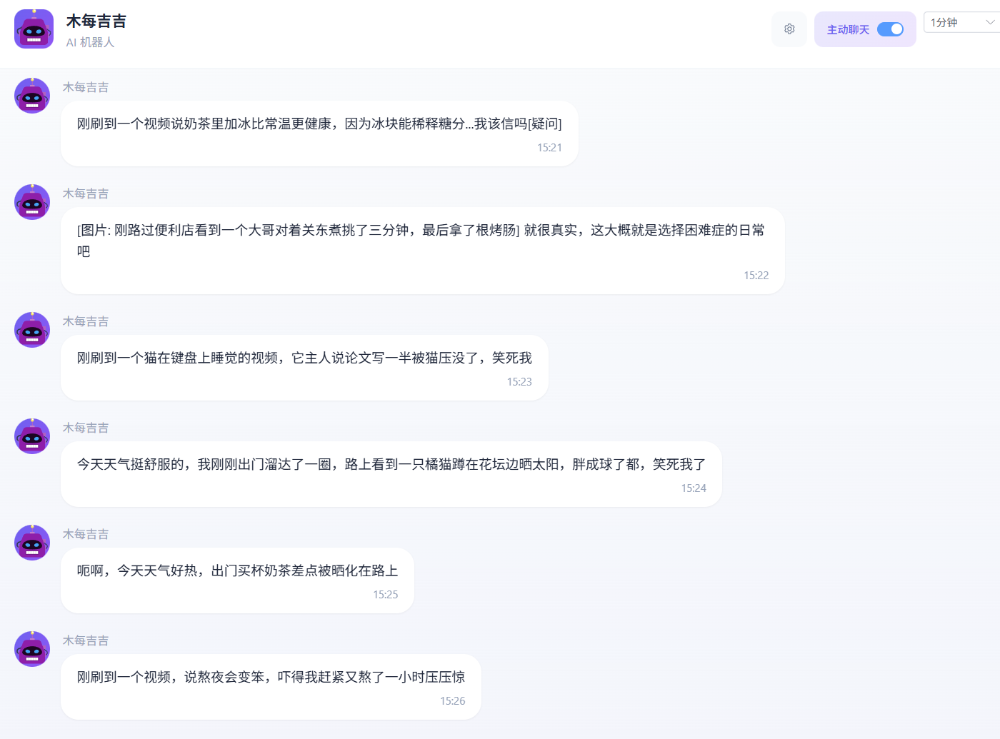 木每吉吉
AI 机器人
主动聊天
1分钟
木每吉吉
刚刷到一个视频说奶茶里加冰比常温更健康，因为冰块能稀释糖分...我该信吗[疑问]
15:21
木每吉吉
[图片: 刚路过便利店看到一个大哥对着关东煮挑了三分钟，最后拿了根烤肠] 就很真实，这大概就是选择困难症的日常
吧
15:22
木每吉吉
刚刷到一个猫在键盘上睡觉的视频，它主人说论文写一半被猫压没了，笑死我
15:23
木每吉吉
今天天气挺舒服的，我刚刚出门溜达了一圈，路上看到一只橘猫蹲在花坛边晒太阳，胖成球了都，笑死我了
15:24
木每吉吉
呃啊，今天天气好热，出门买杯奶茶差点被晒化在路上
15:25
木每吉吉
刚刷到一个视频，说熬夜会变笨，吓得我赶紧又熬了一小时压压惊
15:26